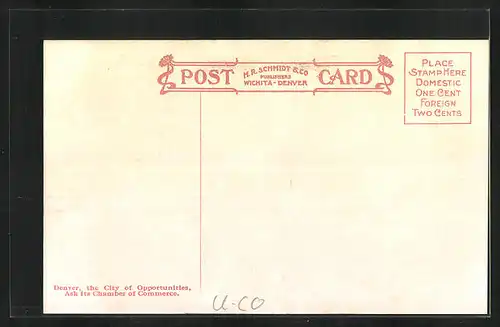 POST CARD
H.R. SCHMIDT & CO
PUBLISHERS
WICHITA - DENVER
PLACE
STAMP HERE
DOMESTIC
ONE CENT
FOREIGN
TWO CENTS
Denver, the City of Opportunities,
Ask Its Chamber of Commerce.
U-CO